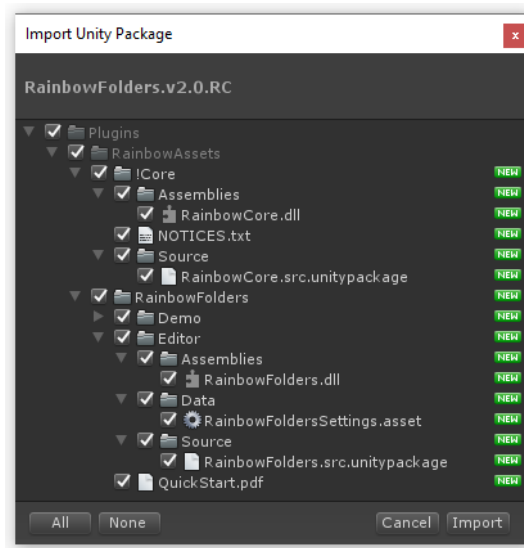 Import Unity Package
x
RainbowFolders.v2.0.RC
Plugins
RainbowAssets
!Core NEW
Assemblies NEW
RainbowCore.dll NEW
NOTICES.txt NEW
Source NEW
RainbowCore.src.unitypackage NEW
RainbowFolders NEW
Demo NEW
Editor NEW
Assemblies NEW
RainbowFolders.dll NEW
Data NEW
RainbowFoldersSettings.asset NEW
Source NEW
RainbowFolders.src.unitypackage NEW
QuickStart.pdf NEW
All None Cancel Import